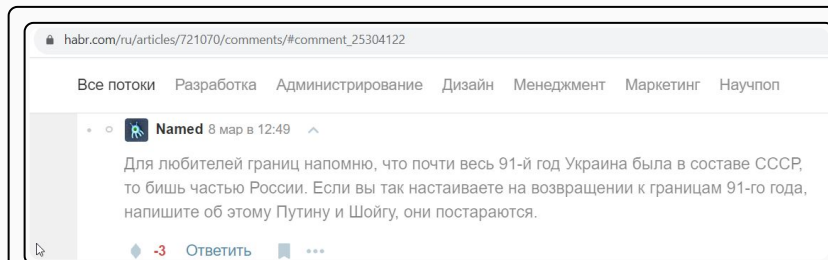 habr.com/ru/articles/721070/comments/#comment_25304122
Все потоки Разработка Администрирование Дизайн Менеджмент Маркетинг Научпоп
Named 8 мар в 12:49
Для любителей границ напомню, что почти весь 91-й год Украина была в составе СССР,
то бишь частью России. Если вы так настаиваете на возвращении к границам 91-го года,
напишите об этому Путину и Шойгу, они постараются.
-3 Ответить